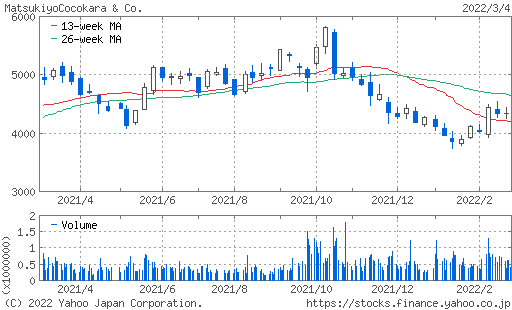 MatsukiyoCocokara & Co. 2022/3/4
6000
13-week MA
26-week MA
5000
4000
3000
2021/4 2021/6 2021/8 2021/10 2021/12 2022/2
2
Volume
1.5
1
0.5
0
(x1000000)
2021/4 2021/6 2021/8 2021/10 2021/12 2022/2
(C) 2022 Yahoo Japan Corporation. https://stocks.finance.yahoo.co.jp/